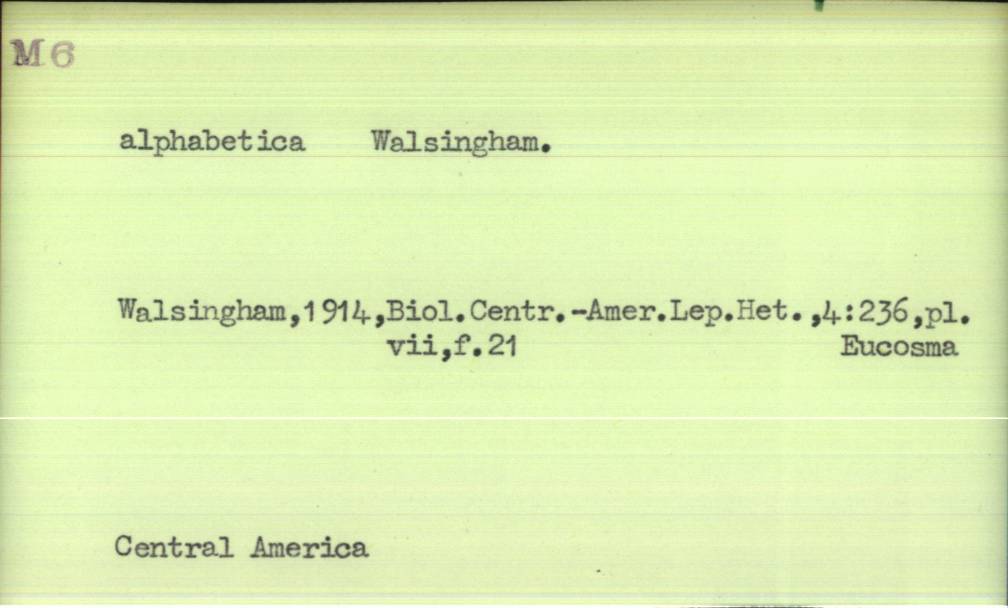 M6
alphabetica Walsingham.
Walsingham,1914,Biol.Centr.-Amer.Lep.Het.,4:236,pl.
vii,f.21 Eucosma
Central America